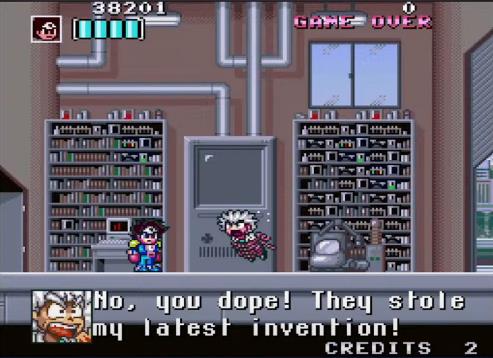 38201 0
GAME OVER
No, you dope! They stole
my latest invention!
CREDITS 2